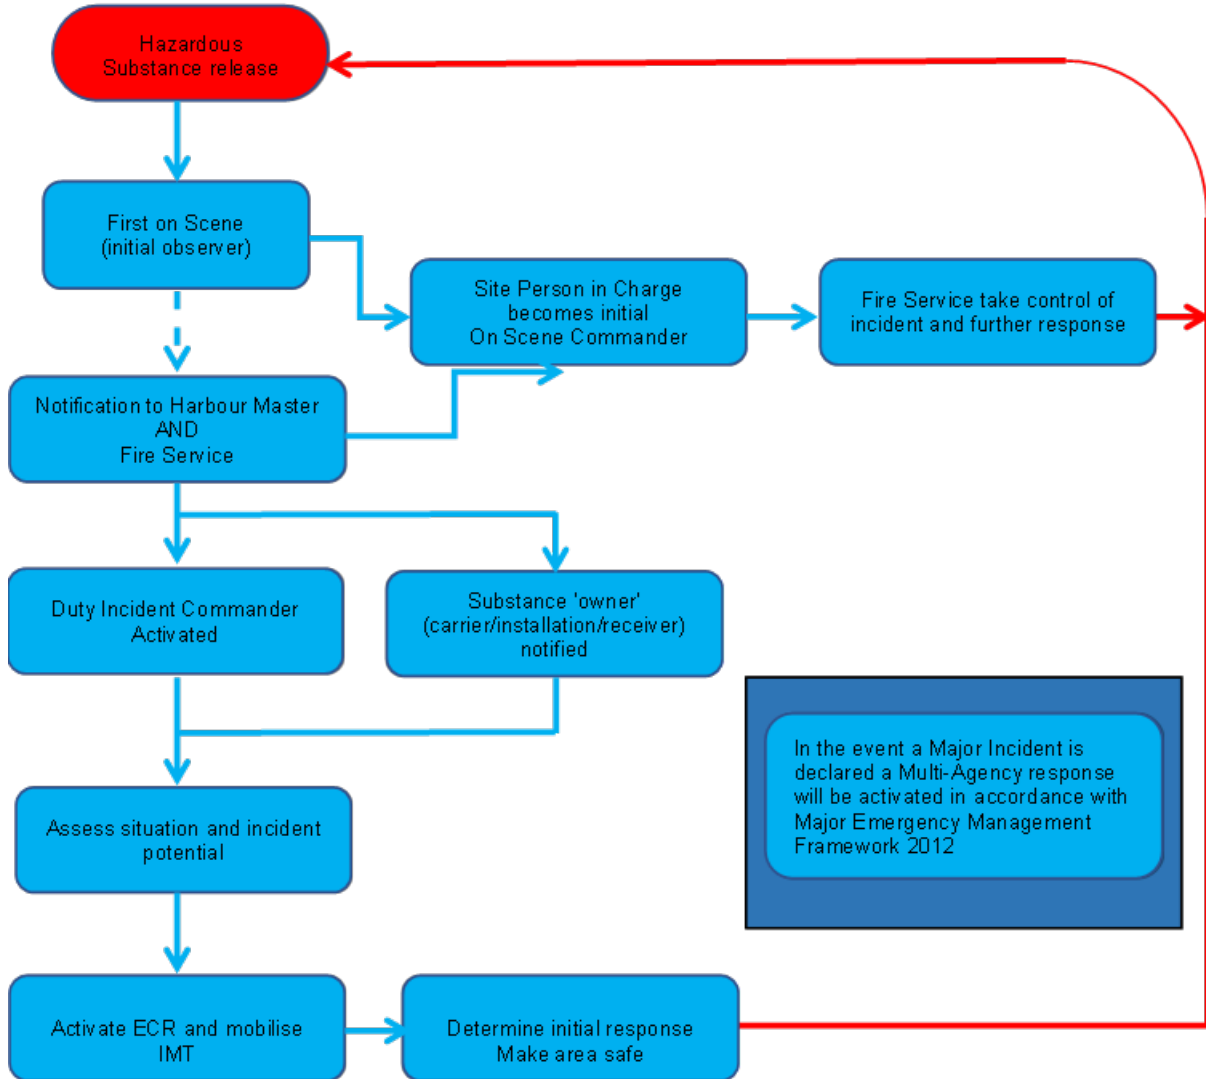 Hazardous
Substance release
First on Scene
(initial observer)
Site Person in Charge
becomes initial
On Scene Commander
Fire Service take control of
incident and further response
Notification to Harbour Master
AND
Fire Service
Duty Incident Commander
Activated
Substance 'owner'
(carrier/installation/receiver)
notified
In the event a Major Incident is
declared a Multi-Agency response
will be activated in accordance with
Major Emergency Management
Framework 2012
Assess situation and incident
potential
Activate ECR and mobilise
IMT
Determine initial response
Make area safe